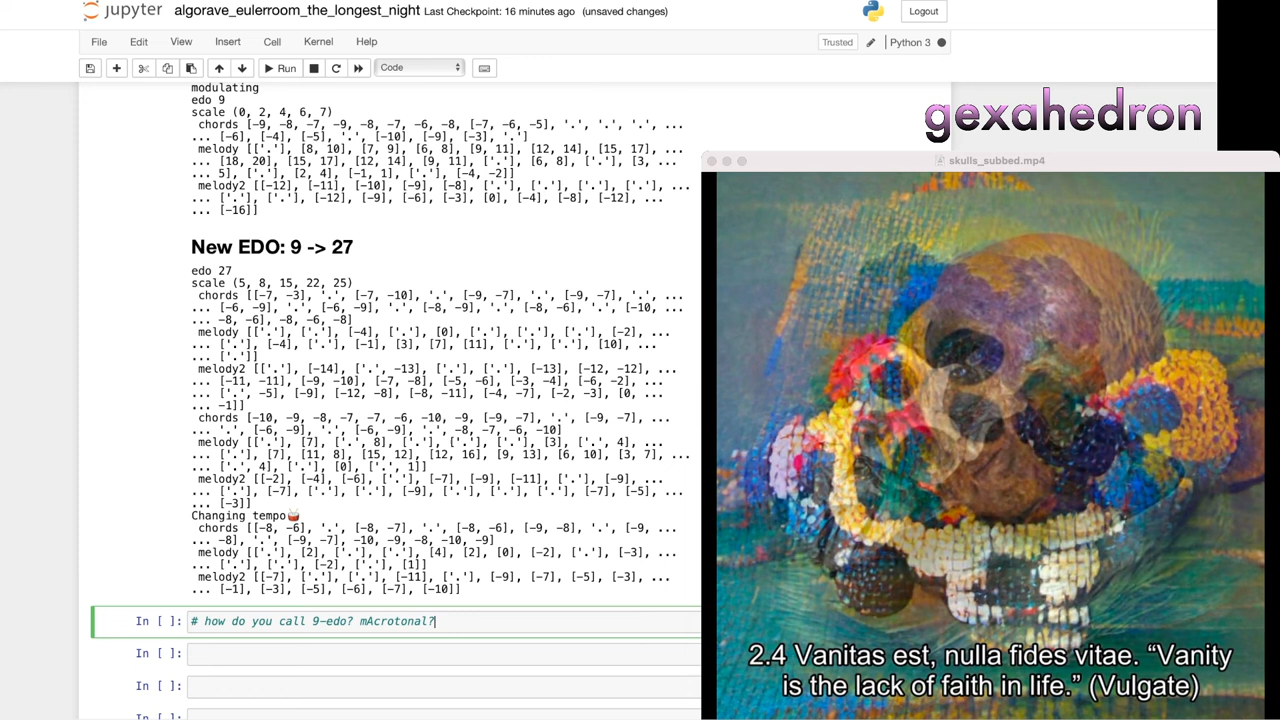 jupyter algorave_eulerroom_the_longest_night Last Checkpoint: 16 minutes ago (unsaved changes) Logout
File Edit View Insert Cell Kernel Help Trusted Python 3
Run Code
modulating
edo 9
scale (0, 2, 4, 6, 7)
chords [-9, -8, -7, -9, -8, -7, -6, -8, [-7, -6, -5], '.', '.', '.', ...
... [-6], [-4], [-5], '.', [-10], [-9], [-3], '.']
melody [['.'], [8, 10], [7, 9], [6, 8], [9, 11], [12, 14], [15, 17], ...
... [18, 20], [15, 17], [12, 14], [9, 11], ['.'], [6, 8], ['.'], [3, ...
... 5], ['.'], [2, 4], [-1, 1], ['.'], [-4, -2]]
melody2 [[-12], [-11], [-10], [-9], [-8], ['.'], ['.'], ['.'], ['.'], ...
... ['.'], ['.'], [-12], [-9], [-6], [-3], [0], [-4], [-8], [-12], ...
... [-16]]
New EDO: 9 -> 27
edo 27
scale (5, 8, 15, 22, 25)
chords [[-7, -3], '.', [-7, -10], '.', [-9, -7], '.', [-9, -7], '.', ...
... [-6, -9], '.', [-6, -9], '.', '.', [-8, -9], '.', [-8, -6], '.', [-10, ...
... -8, -6], -8, -6, -8]
melody [['.'], ['.'], [-4], ['.'], [0], ['.'], ['.'], ['.'], [-2], ...
... ['.'], [-4], ['.'], [-1], [3], [7], [11], ['.'], ['.'], [10], ...
... ['.']]
melody2 [['.'], [-14], ['.', -13], ['.'], ['.'], [-13], [-12, -12], ...
... [-11, -11], [-9, -10], [-7, -8], [-5, -6], [-3, -4], [-6, -2], ...
... ['.', -5], [-9], [-12, -8], [-8, -11], [-4, -7], [-2, -3], [0, ...
... -1]]
chords [-10, -9, -8, -7, -7, -6, -10, -9, [-9, -7], '.', [-9, -7], ...
... '.', [-6, -9], '.', [-6, -9], '.', -8, -7, -6, -10]
melody [['.'], [7], ['.', 8], ['.'], ['.'], ['.'], [3], ['.', 4], ...
... ['.'], [7], [11, 8], [15, 12], [12, 16], [9, 13], [6, 10], [3, 7], ...
... ['.', 4], ['.'], [0], ['.', 1]]
melody2 [[-2], [-4], [-6], ['.'], [-7], [-9], [-11], ['.'], [-9], ...
... ['.'], [-7], ['.'], ['.'], [-9], ['.'], ['.'], ['.'], [-7], [-5], ...
... [-3]]
Changing tempo🥁
chords [[-8, -6], '.', [-8, -7], '.', [-8, -6], '.', [-9, -8], '.', [-9, ...
... -8], '.', [-9, -7], -10, -9, -8, -10, -9]
melody [['.'], [2], ['.'], ['.'], [4], [2], [0], [-2], ['.'], [-3], ...
... ['.'], ['.'], [-2], ['.'], [1]]
melody2 [[-7], ['.'], ['.'], [-11], ['.'], [-9], [-7], [-5], [-3], ...
... [-1], [-3], [-5], [-6], [-7], [-10]]
In [ ]: # how do you call 9-edo? mAcrotonal?
In [ ]:
In [ ]:
gexahedron
skulls_subbed.mp4
2.4 Vanitas est, nulla fides vitae. “Vanity
is the lack of faith in life.” (Vulgate)